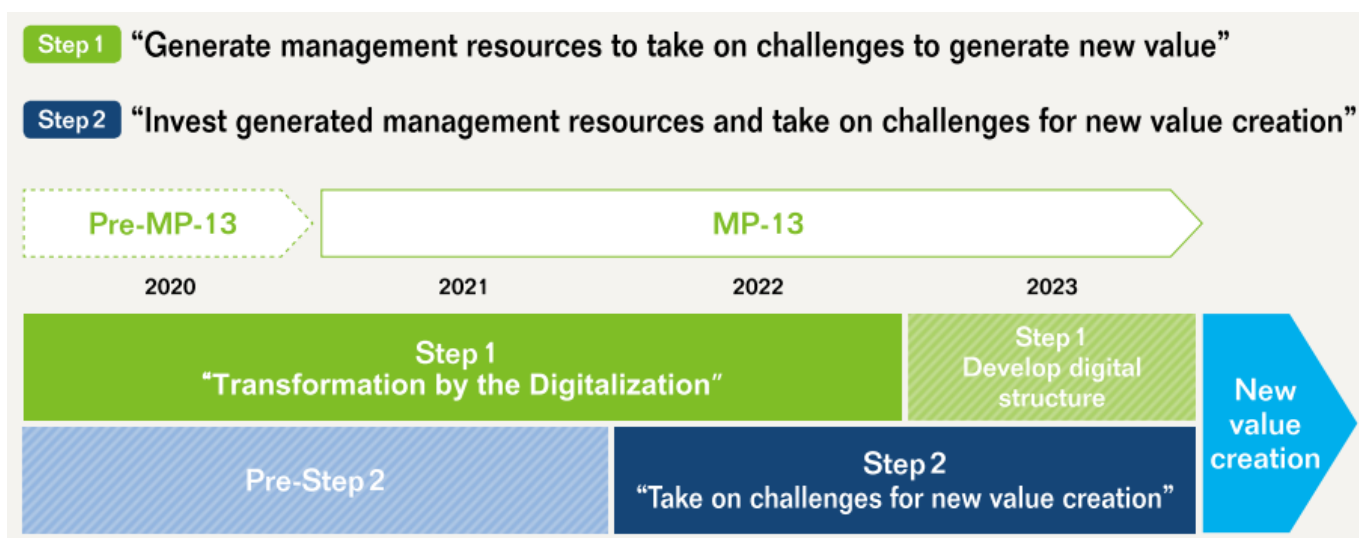 Step 1 “Generate management resources to take on challenges to generate new value”
Step 2 “Invest generated management resources and take on challenges for new value creation”
Pre-MP-13 MP-13
2020 2021 2022 2023
Step 1
“Transformation by the Digitalization”
Step 1
Develop digital
structure
Pre-Step 2
Step 2
“Take on challenges for new value creation”
New
value
creation